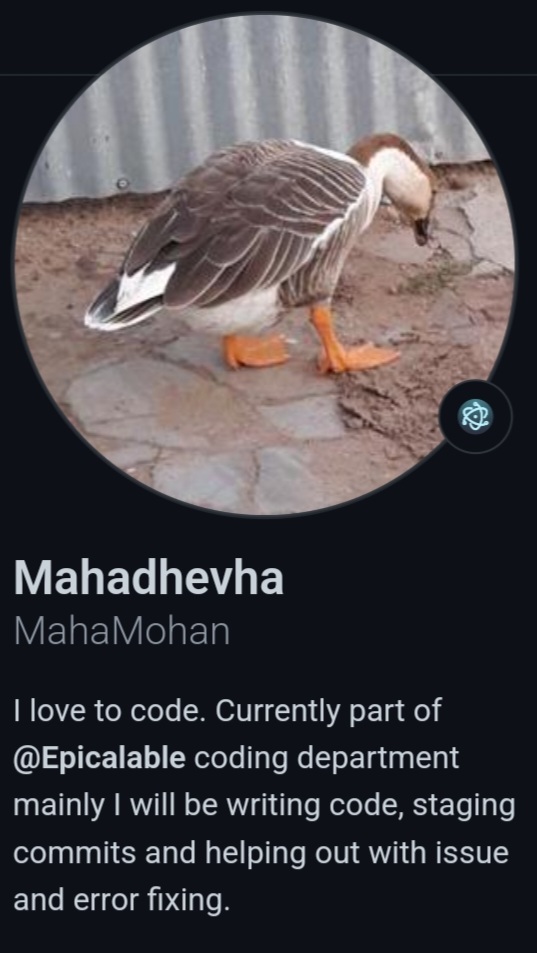 Mahadhevha
MahaMohan
I love to code. Currently part of
@Epicalable coding department
mainly I will be writing code, staging
commits and helping out with issue
and error fixing.